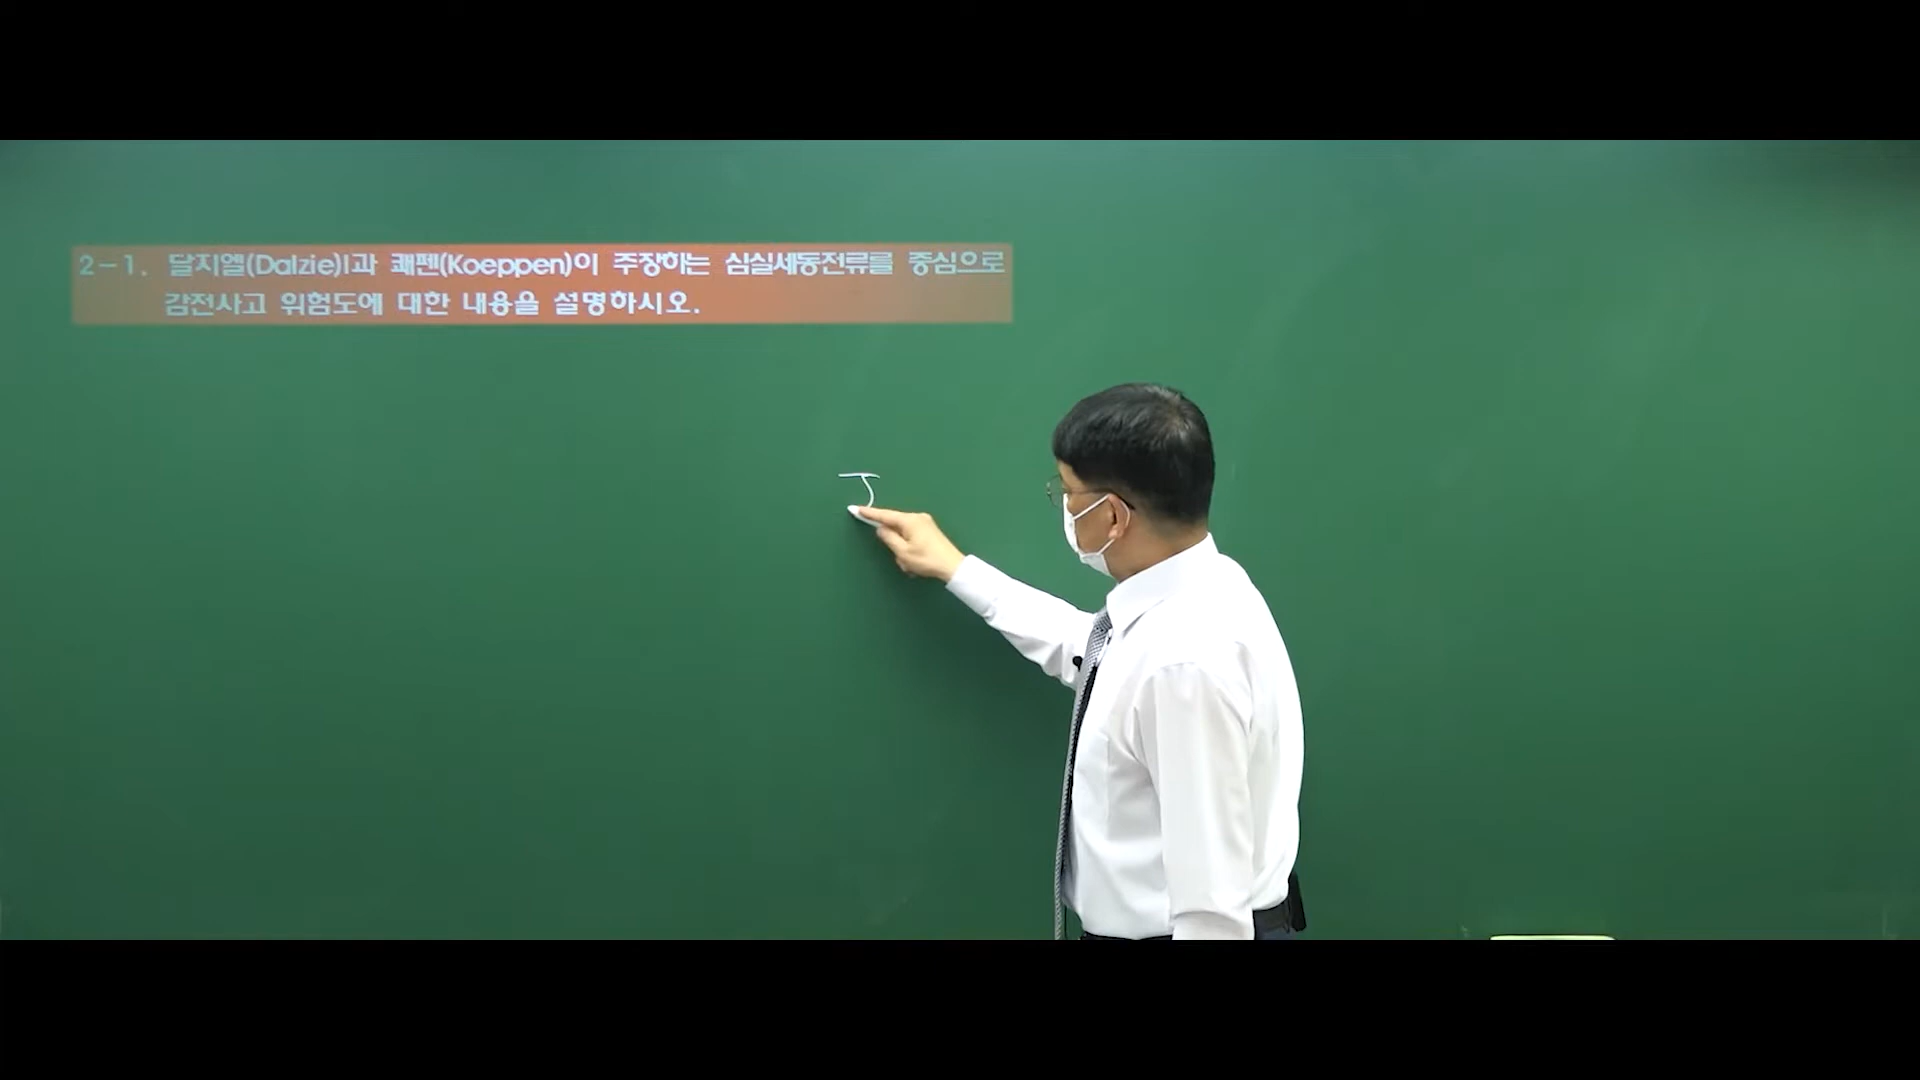 2-1. 달지엘(Dalzie)l과 쾌펜(Koeppen)이 주장하는 심실세동전류를 중심으로
감전사고 위험도에 대한 내용을 설명하시오.